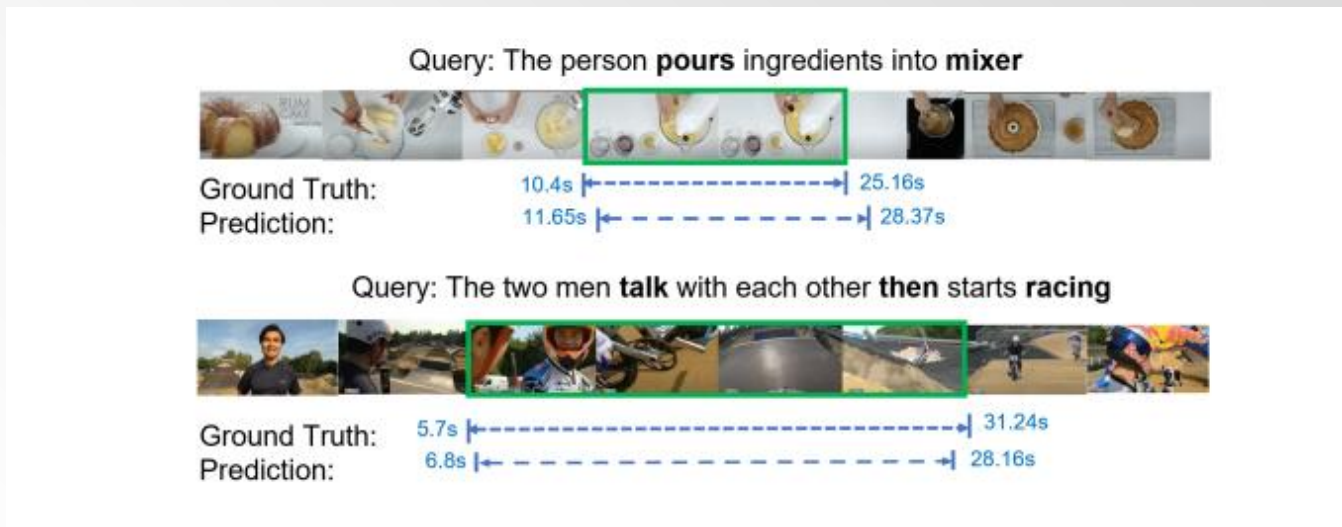 Query: The person pours ingredients into mixer
RUM
CAKE
Ground Truth:
10.4s
25.16s
Prediction:
11.65s
28.37s
Query: The two men talk with each other then starts racing
Ground Truth:
5.7s
31.24s
Prediction:
6.8s
28.16s